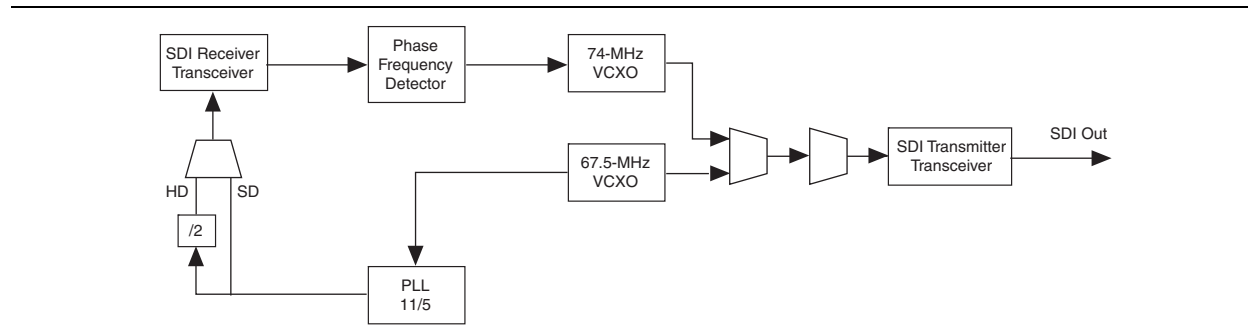 SDI Receiver
Transceiver
Phase
Frequency
Detector
74-MHz
VCXO
67.5-MHz
VCXO
SDI Transmitter
Transceiver
SDI Out
HD
SD
/2
PLL
11/5